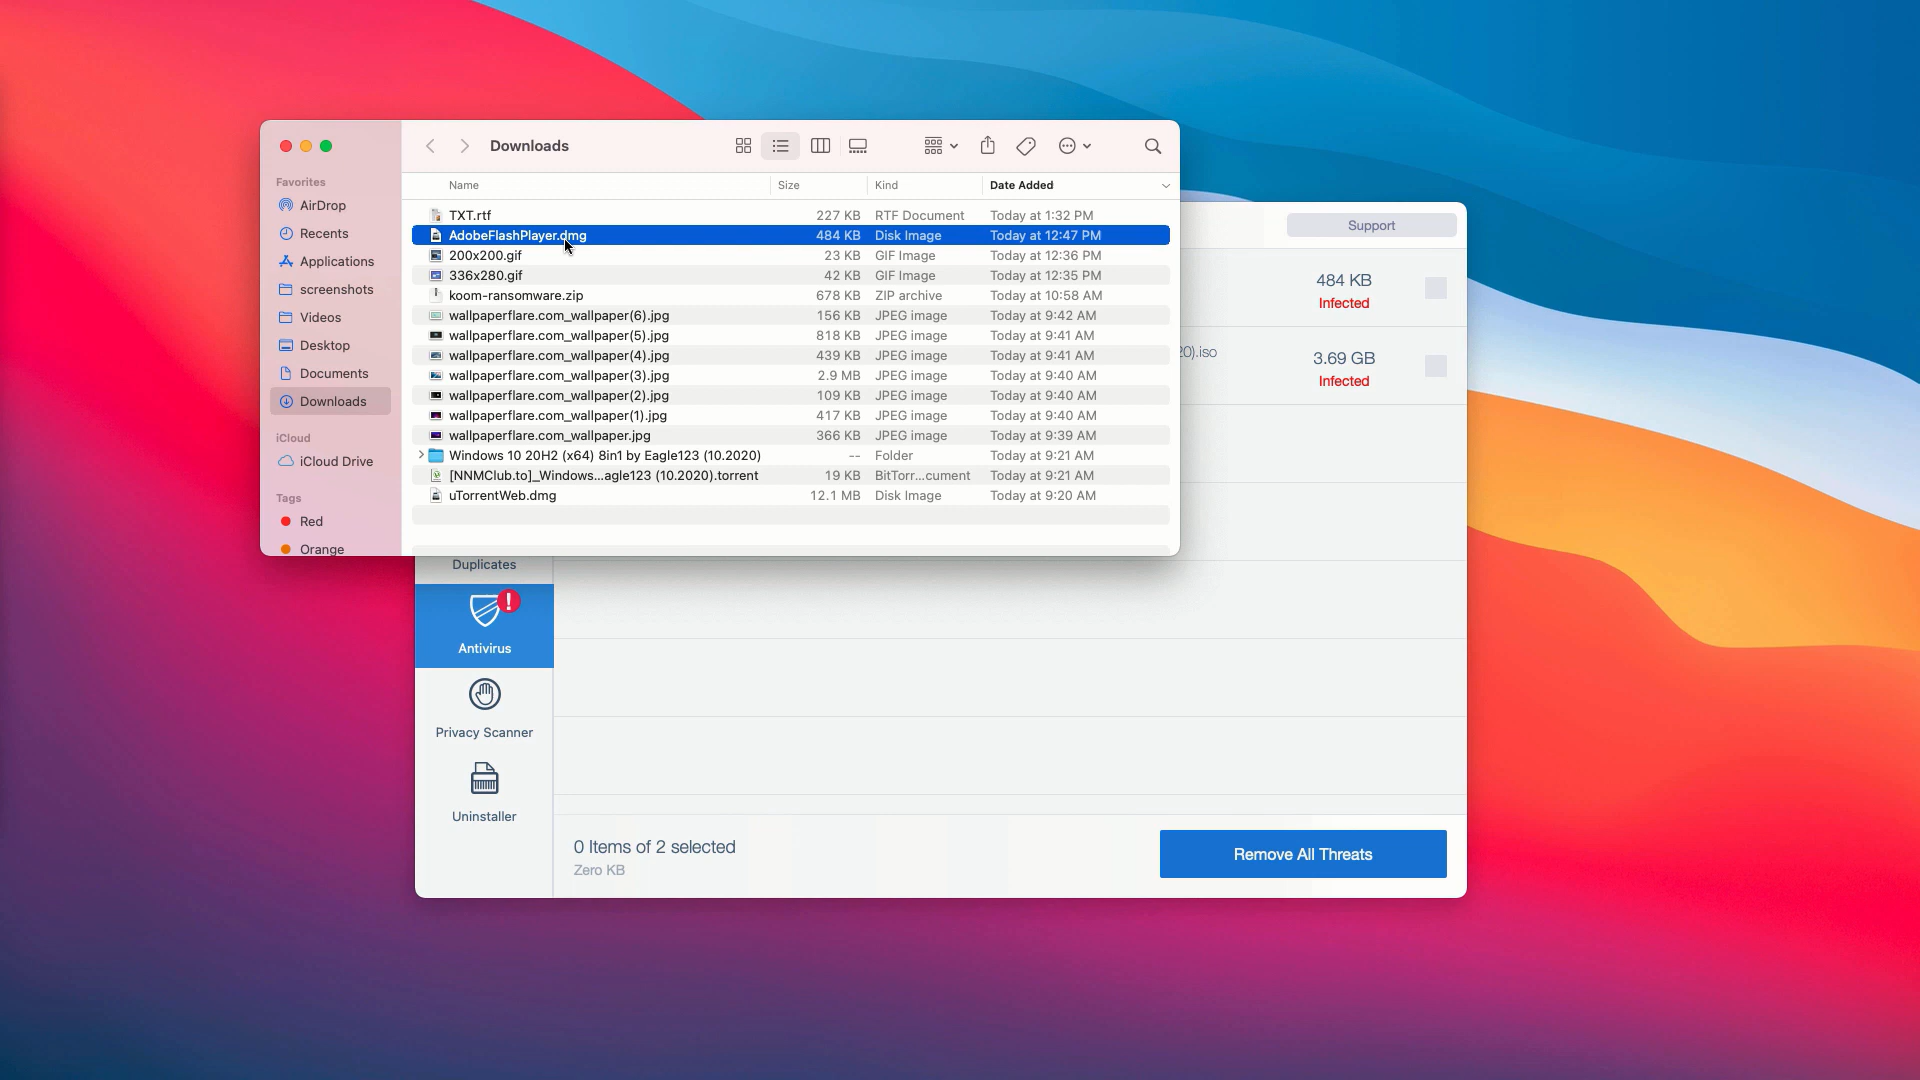 Downloads
Favorites
AirDrop
Recents
Applications
screenshots
Videos
Desktop
Documents
Downloads
iCloud
iCloud Drive
Tags
Red
Orange
Name Size Kind Date Added
TXT.rtf 227 KB RTF Document Today at 1:32 PM
AdobeFlashPlayer.dmg 484 KB Disk Image Today at 12:47 PM
200x200.gif 23 KB GIF Image Today at 12:36 PM
336x280.gif 42 KB GIF Image Today at 12:35 PM
koom-ransomware.zip 678 KB ZIP archive Today at 10:58 AM
wallpaperflare.com_wallpaper(6).jpg 156 KB JPEG image Today at 9:42 AM
wallpaperflare.com_wallpaper(5).jpg 818 KB JPEG image Today at 9:41 AM
wallpaperflare.com_wallpaper(4).jpg 439 KB JPEG image Today at 9:41 AM
wallpaperflare.com_wallpaper(3).jpg 2.9 MB JPEG image Today at 9:40 AM
wallpaperflare.com_wallpaper(2).jpg 109 KB JPEG image Today at 9:40 AM
wallpaperflare.com_wallpaper(1).jpg 417 KB JPEG image Today at 9:40 AM
wallpaperflare.com_wallpaper.jpg 366 KB JPEG image Today at 9:39 AM
Windows 10 20H2 (x64) 8in1 by Eagle123 (10.2020) -- Folder Today at 9:21 AM
[NNMClub.to]_Windows...agle123 (10.2020).torrent 19 KB BitTorr...cument Today at 9:21 AM
uTorrentWeb.dmg 12.1 MB Disk Image Today at 9:20 AM
Support
484 KB
Infected
20).iso 3.69 GB
Infected
Duplicates
!
Antivirus
Privacy Scanner
Uninstaller
0 Items of 2 selected
Zero KB
Remove All Threats